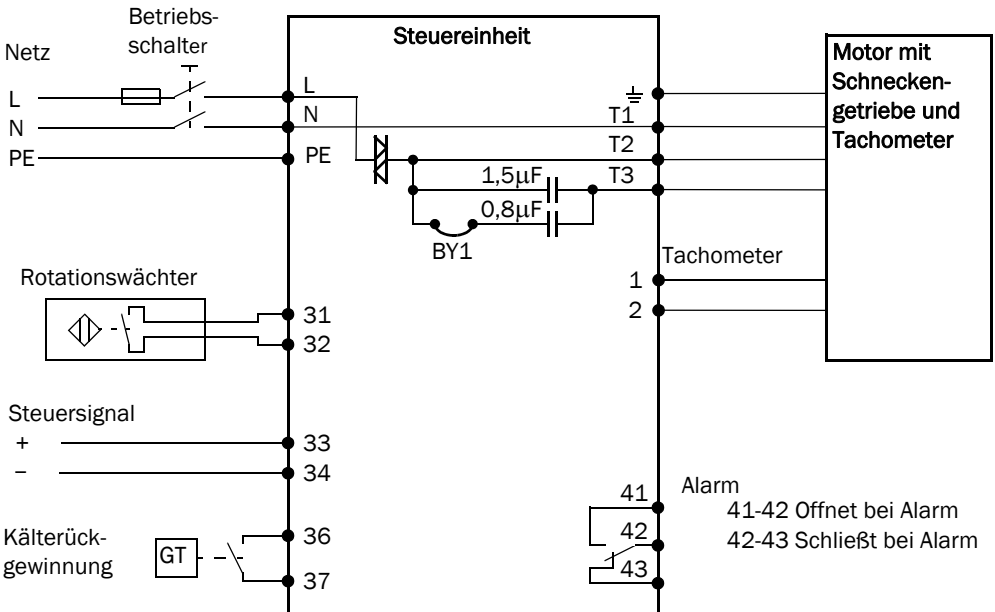 Betriebs-
schalter
Steuereinheit
Netz
Motor mit
Schnecken-
getriebe und
Tachometer
L
L
N
N
T1
PE
PE
T2
1,5µF
T3
0,8µF
BY1
Tachometer
1
2
Rotationswächter
31
32
Steuersignal
+
33
–
34
Alarm
41
41-42 Offnet bei Alarm
42
42-43 Schließt bei Alarm
43
Kälterück-
gewinnung
GT
36
37